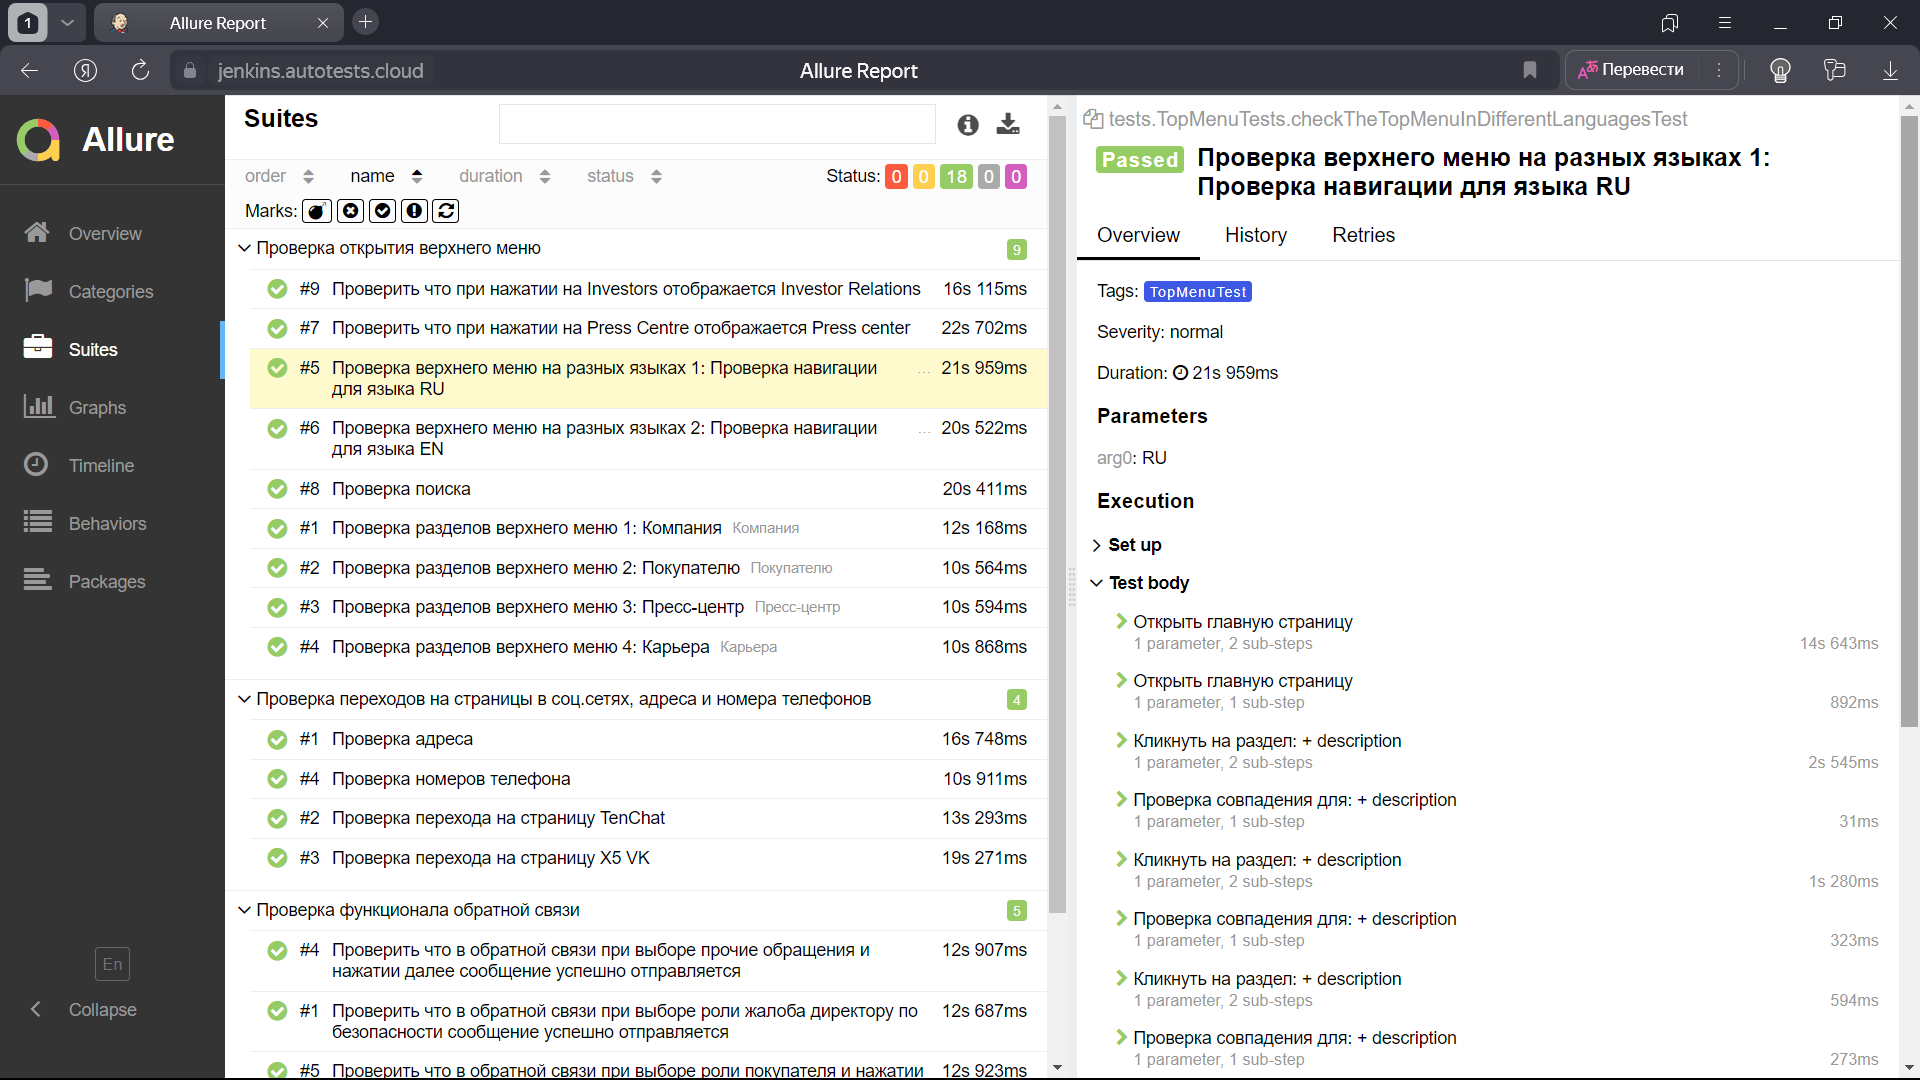 1
Allure Report
jenkins.autotests.cloud
Allure Report
Перевести
Allure
Overview
Categories
Suites
Graphs
Timeline
Behaviors
Packages
En
Collapse
Suites
order name duration status Status: 0 0 18 0 0
Marks:
Проверка открытия верхнего меню 9
#9 Проверить что при нажатии на Investors отображается Investor Relations 16s 115ms
#7 Проверить что при нажатии на Press Centre отображается Press center 22s 702ms
#5 Проверка верхнего меню на разных языках 1: Проверка навигации ... 21s 959ms
для языка RU
#6 Проверка верхнего меню на разных языках 2: Проверка навигации ... 20s 522ms
для языка EN
#8 Проверка поиска 20s 411ms
#1 Проверка разделов верхнего меню 1: Компания Компания 12s 168ms
#2 Проверка разделов верхнего меню 2: Покупателю Покупателю 10s 564ms
#3 Проверка разделов верхнего меню 3: Пресс-центр Пресс-центр 10s 594ms
#4 Проверка разделов верхнего меню 4: Карьера Карьера 10s 868ms
Проверка переходов на страницы в соц.сетях, адреса и номера телефонов 4
#1 Проверка адреса 16s 748ms
#4 Проверка номеров телефона 10s 911ms
#2 Проверка перехода на страницу TenChat 13s 293ms
#3 Проверка перехода на страницу X5 VK 19s 271ms
Проверка функционала обратной связи 5
#4 Проверить что в обратной связи при выборе прочие обращения и 12s 907ms
нажатии далее сообщение успешно отправляется
#1 Проверить что в обратной связи при выборе роли жалоба директору по 12s 687ms
безопасности сообщение успешно отправляется
#5 Проверить что в обратной связи при выборе роли покупателя и нажатии 12s 923ms
tests.TopMenuTests.checkTheTopMenuInDifferentLanguagesTest
Passed Проверка верхнего меню на разных языках 1:
Проверка навигации для языка RU
Overview History Retries
Tags: TopMenuTest
Severity: normal
Duration: 21s 959ms
Parameters
arg0: RU
Execution
Set up
Test body
Открыть главную страницу
1 parameter, 2 sub-steps 14s 643ms
Открыть главную страницу
1 parameter, 1 sub-step 892ms
Кликнуть на раздел: + description
1 parameter, 2 sub-steps 2s 545ms
Проверка совпадения для: + description
1 parameter, 1 sub-step 31ms
Кликнуть на раздел: + description
1 parameter, 2 sub-steps 1s 280ms
Проверка совпадения для: + description
1 parameter, 1 sub-step 323ms
Кликнуть на раздел: + description
1 parameter, 2 sub-steps 594ms
Проверка совпадения для: + description
1 parameter, 1 sub-step 273ms